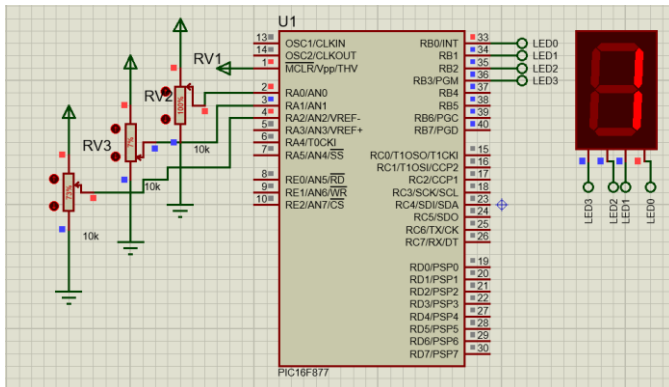 U1
13 OSC1/CLKIN
14 OSC2/CLKOUT
1 MCLR/Vpp/THV
2 RA0/AN0
3 RA1/AN1
4 RA2/AN2/VREF-
5 RA3/AN3/VREF+
6 RA4/T0CKI
7 RA5/AN4/SS
8 RE0/AN5/RD
9 RE1/AN6/WR
10 RE2/AN7/CS
RB0/INT 33
RB1 34
RB2 35
RB3/PGM 36
RB4 37
RB5 38
RB6/PGC 39
RB7/PGD 40
RC0/T1OSO/T1CKI 15
RC1/T1OSI/CCP2 16
RC2/CCP1 17
RC3/SCK/SCL 18
RC4/SDI/SDA 23
RC5/SDO 24
RC6/TX/CK 25
RC7/RX/DT 26
RD0/PSP0 19
RD1/PSP1 20
RD2/PSP2 21
RD3/PSP3 22
RD4/PSP4 27
RD5/PSP5 28
RD6/PSP6 29
RD7/PSP7 30
PIC16F877
RV1
RV2
100%
10k
RV3
7%
10k
73%
10k
LED0
LED1
LED2
LED3
1
LED3
LED2
LED1
LED0